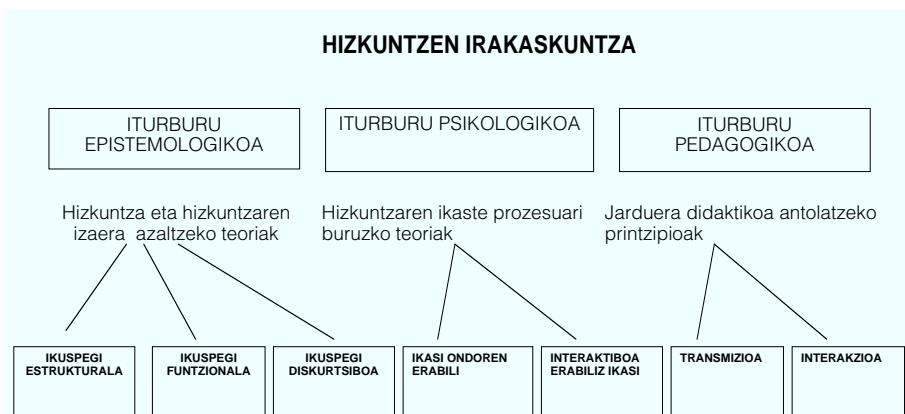 HIZKUNTZEN IRAKASKUNTZA
ITURBURU
EPISTEMOLOGIKOA
ITURBURU PSIKOLOGIKOA
ITURBURU
PEDAGOGIKOA
Hizkuntza eta hizkuntzaren
izaera azaltzeko teoriak
Hizkuntzaren ikaste prozesuari
buruzko teoriak
Jarduera didaktikoa antolatzeko
printzipioak
IKUSPEGI
ESTRUKTURALA
IKUSPEGI
FUNTZIONALA
IKUSPEGI
DISKURTSIBOA
IKASI ONDOREN
ERABILI
INTERAKTIBOA
ERABILIZ IKASI
TRANSMIZIOA
INTERAKZIOA